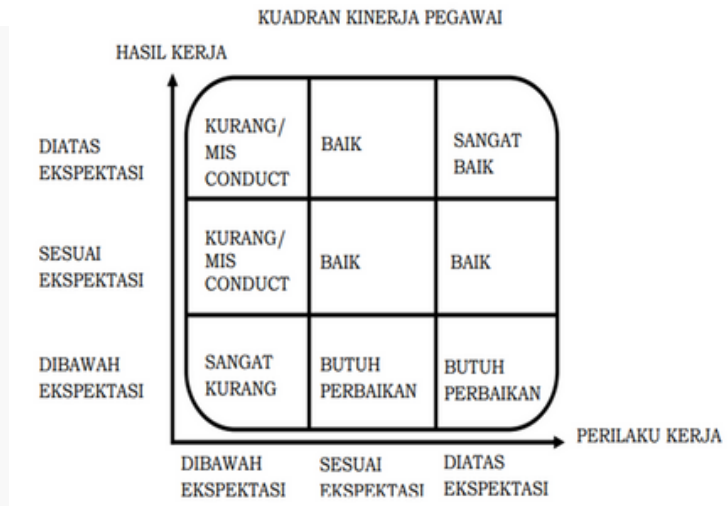 KUADRAN KINERJA PEGAWAI
HASIL KERJA
DIATAS
EKSPEKTASI
KURANG/
MIS
CONDUCT
BAIK
SANGAT
BAIK
SESUAI
EKSPEKTASI
KURANG/
MIS
CONDUCT
BAIK
BAIK
DIBAWAH
EKSPEKTASI
SANGAT
KURANG
BUTUH
PERBAIKAN
BUTUH
PERBAIKAN
PERILAKU KERJA
DIBAWAH
EKSPEKTASI
SESUAI
EKSPEKTASI
DIATAS
EKSPEKTASI